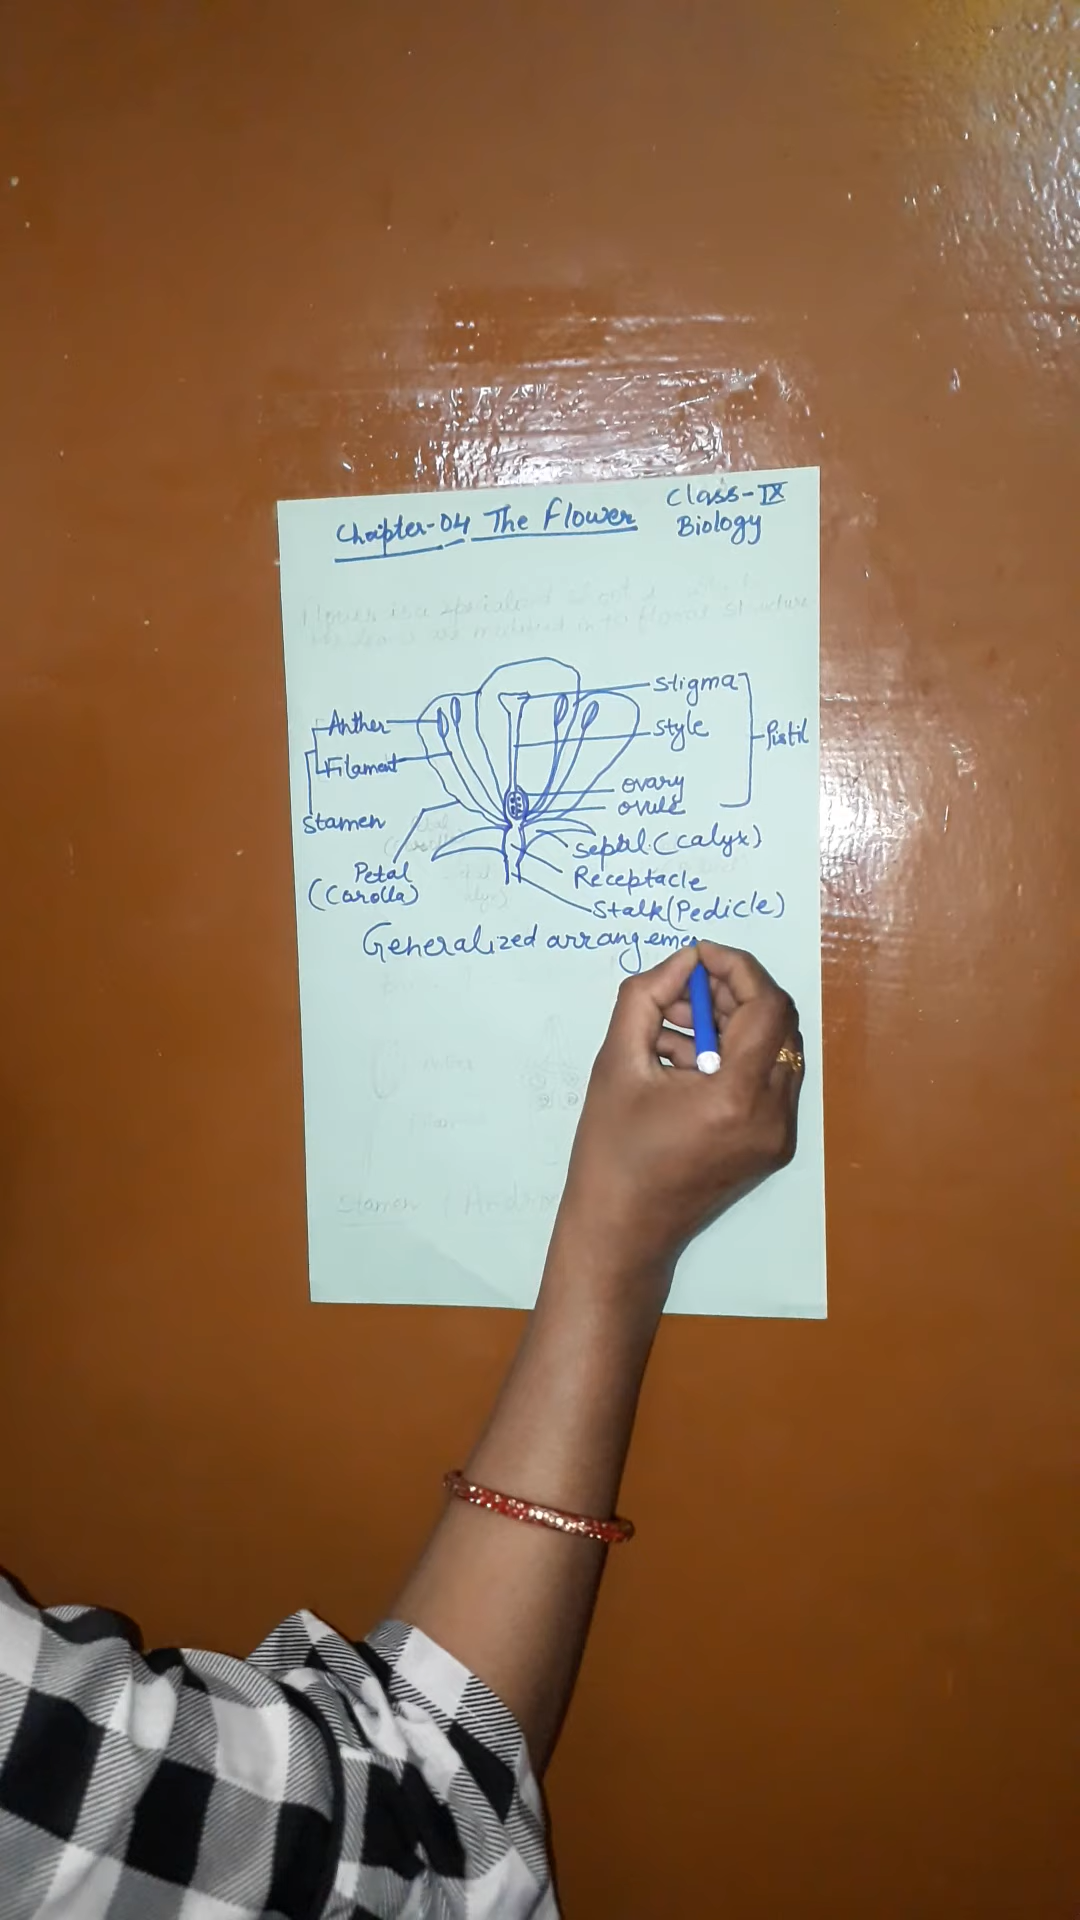 Chapter-04 The Flower
Class-IX
Biology
Stigma
Anther
Style
Pistil
Filament
ovary
ovule
Stamen
Sepal (Calyx)
Petal
(Carolla)
Receptacle
Stalk(Pedicle)
Generalized arrangeme
Stamen